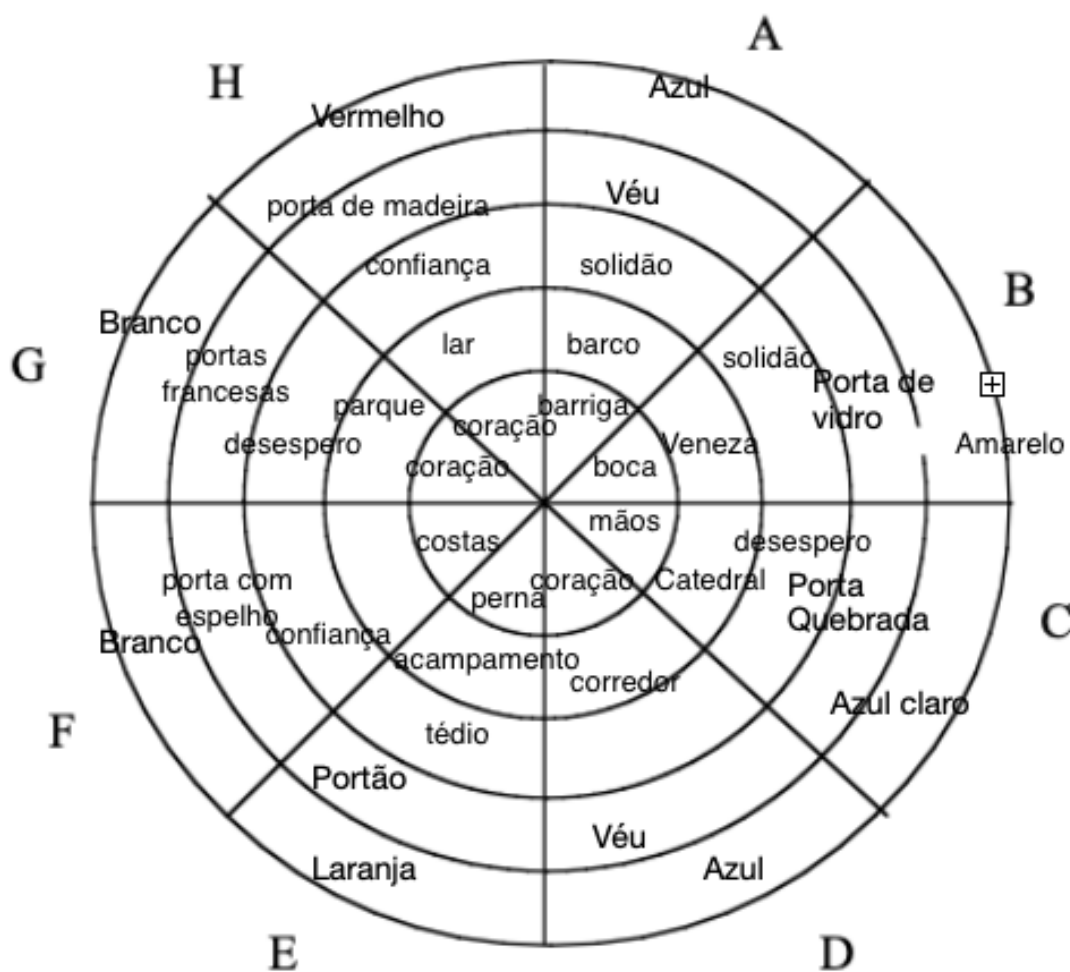 A
Azul
Véu
solidão
barco
barriga
B
Amarelo
Porta de
vidro
solidão
Veneza
boca
C
Azul claro
Porta
Quebrada
desespero
Catedral
mãos
D
Azul
Véu
corredor
coração
E
Laranja
Portão
tédio
acampamento
perna
F
Branco
porta com
espelho
confiança
costas
G
Branco
portas
francesas
desespero
parque
coração
H
Vermelho
porta de madeira
confiança
lar
coração